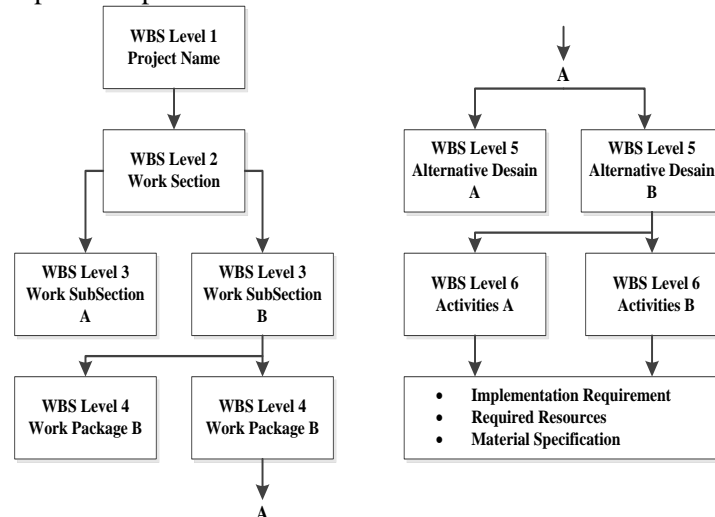 WBS Level 1
Project Name
WBS Level 2
Work Section
WBS Level 3
Work SubSection
A
WBS Level 3
Work SubSection
B
WBS Level 4
Work Package B
WBS Level 4
Work Package B
A
A
WBS Level 5
Alternative Desain
A
WBS Level 5
Alternative Desain
B
WBS Level 6
Activities A
WBS Level 6
Activities B
• Implementation Requirement
• Required Resources
• Material Specification